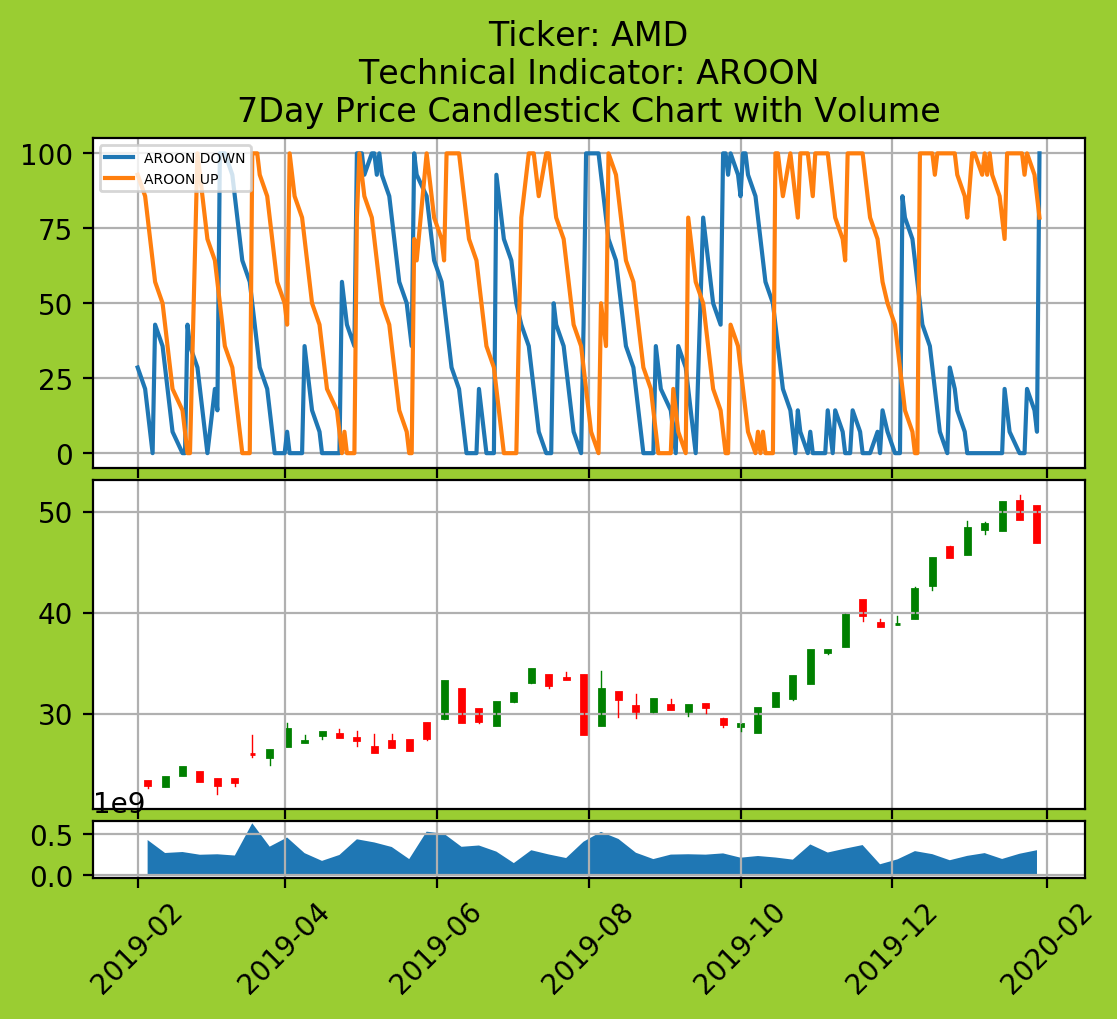 Ticker: AMD
Technical Indicator: AROON
7Day Price Candlestick Chart with Volume
100
75
50
25
0
AROON DOWN
AROON UP
50
40
30
1e9
0.5
0.0
2019-02
2019-04
2019-06
2019-08
2019-10
2019-12
2020-02